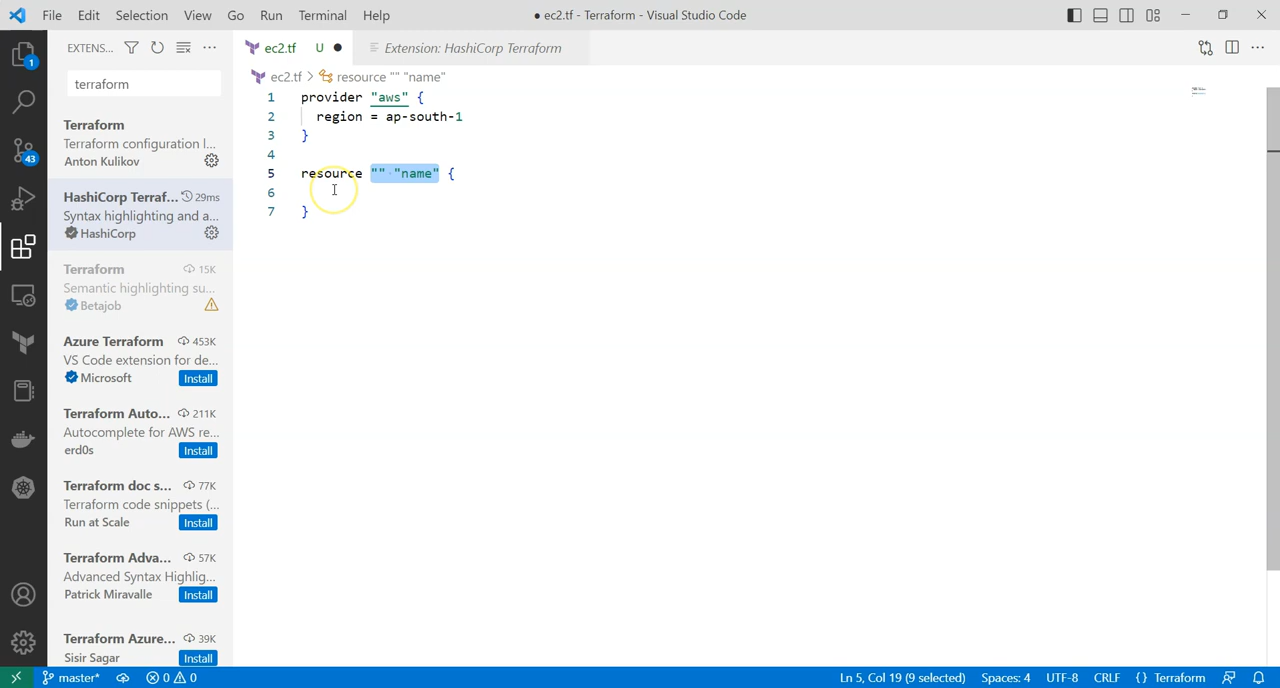 File Edit Selection View Go Run Terminal Help
● ec2.tf - Terraform - Visual Studio Code
EXTENS...
terraform
Terraform
Terraform configuration l...
Anton Kulikov
HashiCorp Terraf... 29ms
Syntax highlighting and a...
HashiCorp
Terraform 15K
Semantic highlighting su...
Betajob
Azure Terraform 453K
VS Code extension for de...
Microsoft Install
Terraform Auto... 211K
Autocomplete for AWS re...
erd0s Install
Terraform doc s... 77K
Terraform code snippets (...
Run at Scale Install
Terraform Adva... 57K
Advanced Syntax Highlig...
Patrick Miravalle Install
Terraform Azure... 39K
Sisir Sagar Install
1
43
ec2.tf U ●
Extension: HashiCorp Terraform
ec2.tf > resource "" "name"
1 provider "aws" {
2 region = ap-south-1
3 }
4
5 resource "" "name" {
6
7 }
master* 0 0
Ln 5, Col 19 (9 selected) Spaces: 4 UTF-8 CRLF {} Terraform